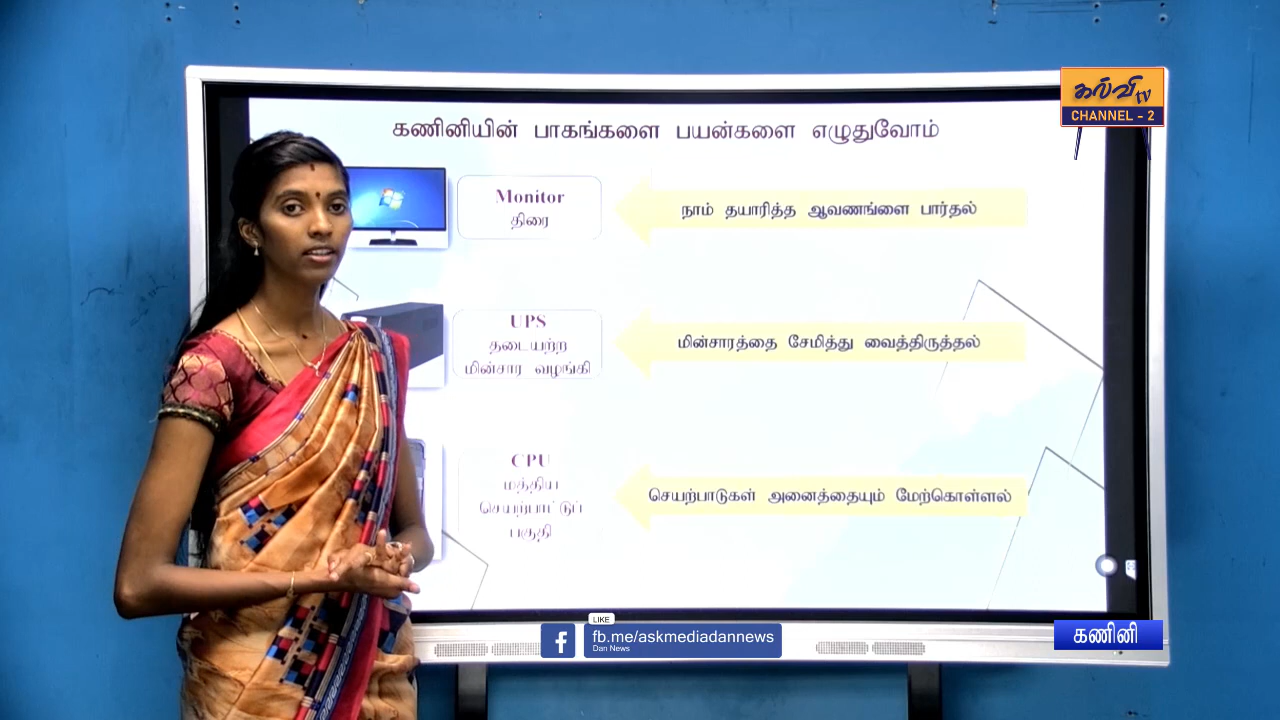 கல்வி tv
CHANNEL - 2
கணினியின் பாகங்களை பயன்களை எழுதுவோம்
Monitor
திரை
நாம் தயாரித்த ஆவணங்ளை பார்தல்
UPS
தடையற்ற
மின்சார வழங்கி
மின்சாரத்தை சேமித்து வைத்திருத்தல்
CPU
மத்திய
செயற்பாட்டுப்
பகுதி
செயற்பாடுகள் அனைத்தையும் மேற்கொள்ளல்
LIKE
fb.me/askmediadannews
Dan News
கணினி